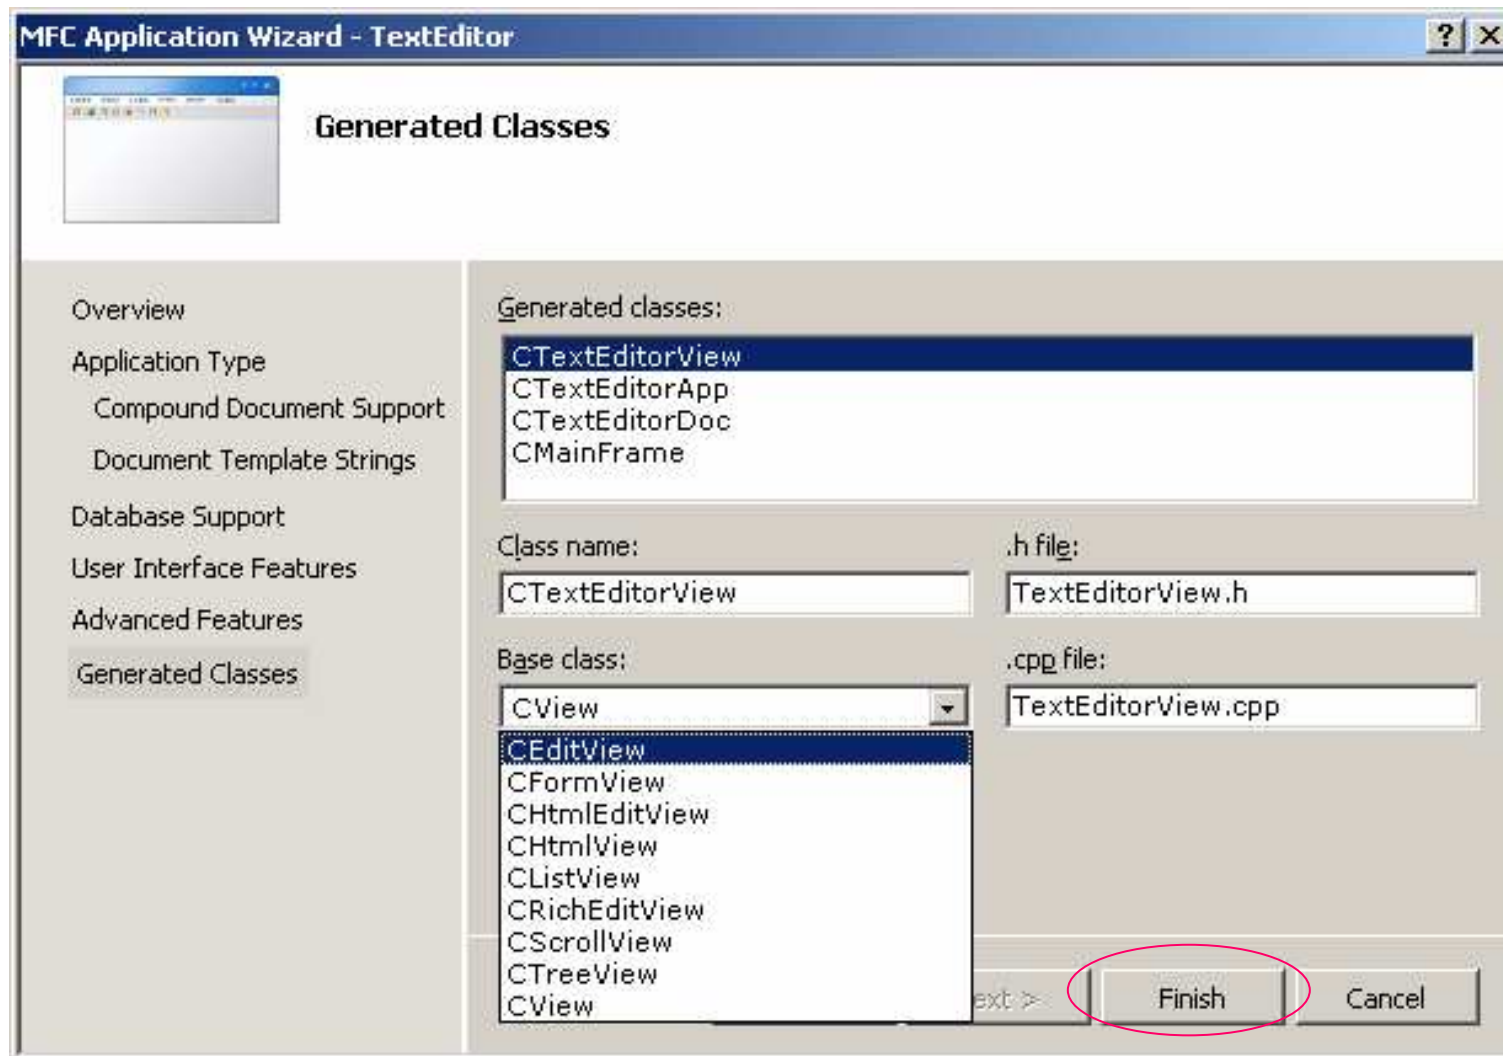 MFC Application Wizard - TextEditor
Generated Classes
Overview
Application Type
Compound Document Support
Document Template Strings
Database Support
User Interface Features
Advanced Features
Generated Classes
Generated classes:
CTextEditorView
CTextEditorApp
CTextEditorDoc
CMainFrame
Class name:
.h file:
CTextEditorView
TextEditorView.h
Base class:
.cpp file:
CView
TextEditorView.cpp
CEditView
CFormView
CHtmlEditView
CHtmlView
CListView
CRichEditView
CScrollView
CTreeView
CView
ext >
Finish
Cancel